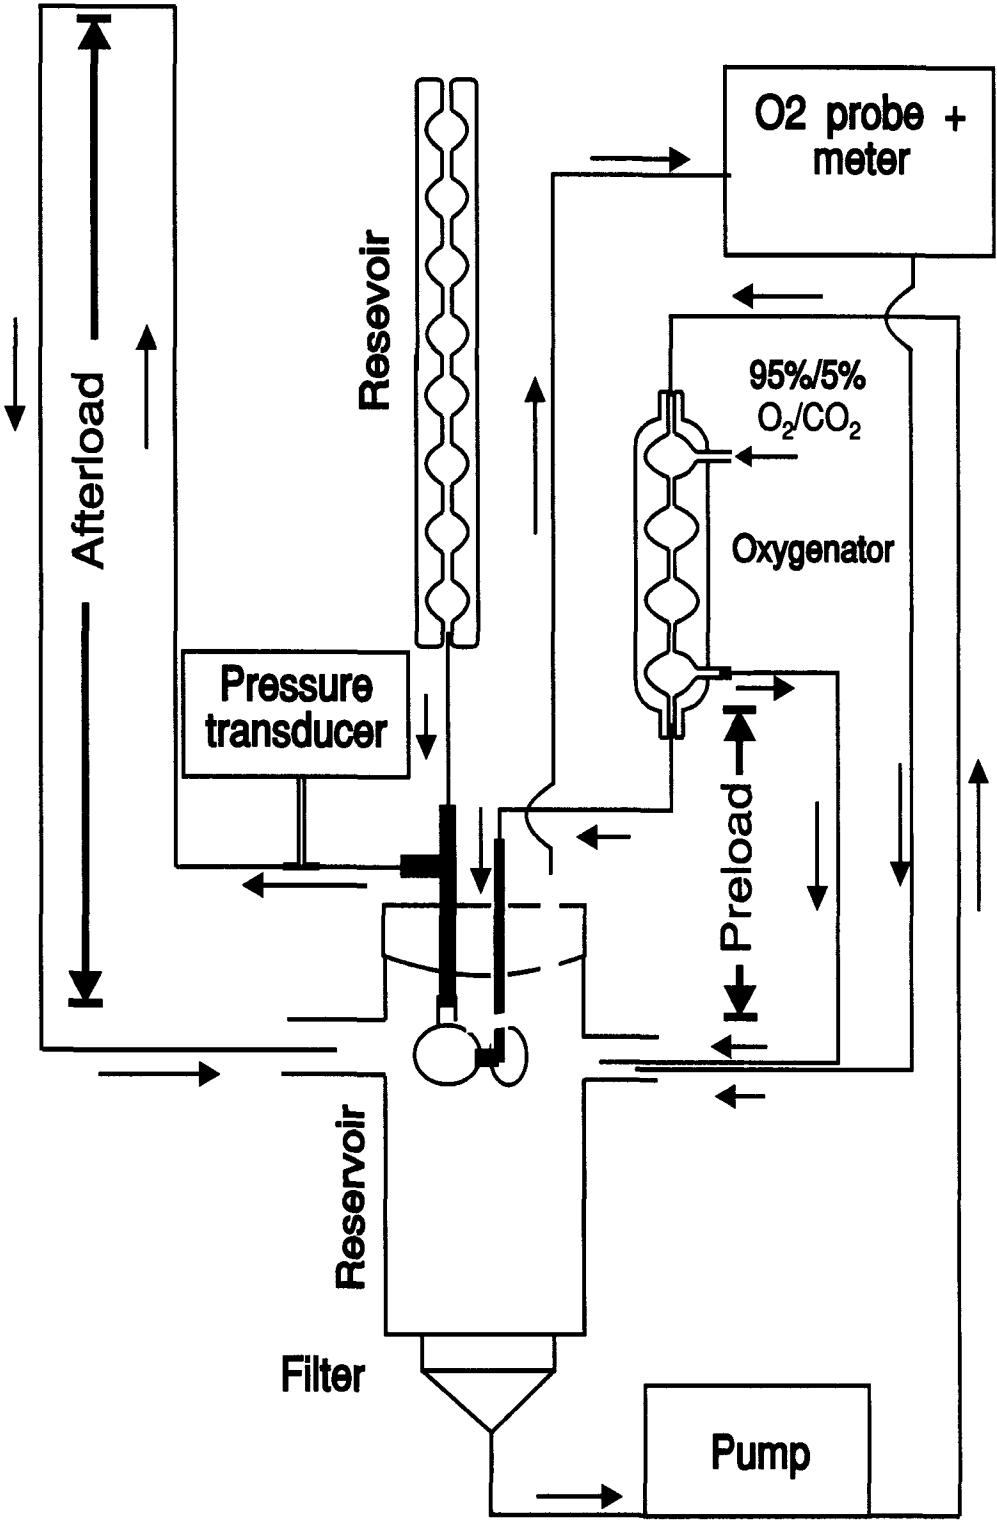 O2 probe +
meter
Resevoir
95%/5%
O₂/CO₂
Afterload
Oxygenator
Pressure
transducer
Preload
Reservoir
Filter
Pump